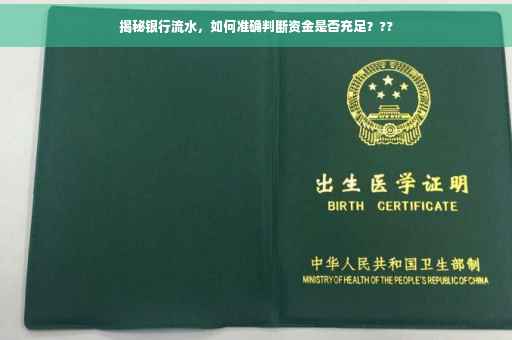 揭秘银行流水，如何准确判断资金是否充足？??
出生医学证明
BIRTH CERTIFICATE
中华人民共和国卫生部制
MINISTRY OF HEALTH OF THE PEOPLE'S REPUBLIC OF CHINA